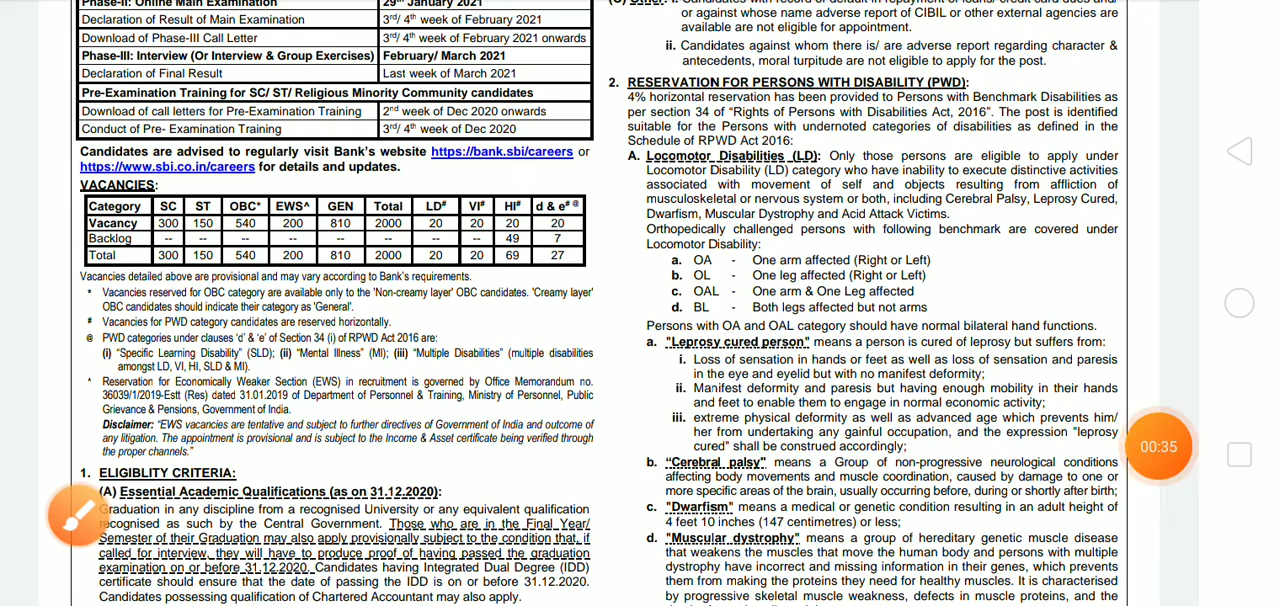 Phase-II: Online Main Examination 29th January 2021
Declaration of Result of Main Examination 3rd/ 4th week of February 2021
Download of Phase-III Call Letter 3rd/ 4th week of February 2021 onwards
Phase-III: Interview (Or Interview & Group Exercises) February/ March 2021
Declaration of Final Result Last week of March 2021
Pre-Examination Training for SC/ ST/ Religious Minority Community candidates
Download of call letters for Pre-Examination Training 2nd week of Dec 2020 onwards
Conduct of Pre- Examination Training 3rd/ 4th week of Dec 2020
Candidates are advised to regularly visit Bank's website https://bank.sbi/careers or
https://www.sbi.co.in/careers for details and updates.
VACANCIES:
Category SC ST OBC* EWS^ GEN Total LD# VI# HI# d & e# @
Vacancy 300 150 540 200 810 2000 20 20 20 20
Backlog -- -- -- -- -- -- -- -- 49 7
Total 300 150 540 200 810 2000 20 20 69 27
Vacancies detailed above are provisional and may vary according to Bank's requirements.
* Vacancies reserved for OBC category are available only to the 'Non-creamy layer' OBC candidates. 'Creamy layer'
OBC candidates should indicate their category as 'General'.
# Vacancies for PWD category candidates are reserved horizontally.
@ PWD categories under clauses 'd' & 'e' of Section 34 (i) of RPWD Act 2016 are:
(i) "Specific Learning Disability" (SLD); (ii) "Mental Illness" (MI); (iii) "Multiple Disabilities" (multiple disabilities
amongst LD, VI, HI, SLD & MI).
^ Reservation for Economically Weaker Section (EWS) in recruitment is governed by Office Memorandum no.
36039/1/2019-Estt (Res) dated 31.01.2019 of Department of Personnel & Training, Ministry of Personnel, Public
Grievance & Pensions, Government of India.
Disclaimer: "EWS vacancies are tentative and subject to further directives of Government of India and outcome of
any litigation. The appointment is provisional and is subject to the Income & Asset certificate being verified through
the proper channels."
1. ELIGIBLITY CRITERIA:
(A) Essential Academic Qualifications (as on 31.12.2020):
Graduation in any discipline from a recognised University or any equivalent qualification
recognised as such by the Central Government. Those who are in the Final Year/
Semester of their Graduation may also apply provisionally subject to the condition that, if
called for interview, they will have to produce proof of having passed the graduation
examination on or before 31.12.2020. Candidates having Integrated Dual Degree (IDD)
certificate should ensure that the date of passing the IDD is on or before 31.12.2020.
Candidates possessing qualification of Chartered Accountant may also apply.
or against whose name adverse report of CIBIL or other external agencies are
available are not eligible for appointment.
ii. Candidates against whom there is/ are adverse report regarding character &
antecedents, moral turpitude are not eligible to apply for the post.
2. RESERVATION FOR PERSONS WITH DISABILITY (PWD):
4% horizontal reservation has been provided to Persons with Benchmark Disabilities as
per section 34 of "Rights of Persons with Disabilities Act, 2016". The post is identified
suitable for the Persons with undernoted categories of disabilities as defined in the
Schedule of RPWD Act 2016:
A. Locomotor Disabilities (LD): Only those persons are eligible to apply under
Locomotor Disability (LD) category who have inability to execute distinctive activities
associated with movement of self and objects resulting from affliction of
musculoskeletal or nervous system or both, including Cerebral Palsy, Leprosy Cured,
Dwarfism, Muscular Dystrophy and Acid Attack Victims.
Orthopedically challenged persons with following benchmark are covered under
Locomotor Disability:
a. OA - One arm affected (Right or Left)
b. OL - One leg affected (Right or Left)
c. OAL - One arm & One Leg affected
d. BL - Both legs affected but not arms
Persons with OA and OAL category should have normal bilateral hand functions.
a. "Leprosy cured person" means a person is cured of leprosy but suffers from:
i. Loss of sensation in hands or feet as well as loss of sensation and paresis
in the eye and eyelid but with no manifest deformity;
ii. Manifest deformity and paresis but having enough mobility in their hands
and feet to enable them to engage in normal economic activity;
iii. extreme physical deformity as well as advanced age which prevents him/
her from undertaking any gainful occupation, and the expression "leprosy
cured" shall be construed accordingly;
b. "Cerebral palsy" means a Group of non-progressive neurological conditions
affecting body movements and muscle coordination, caused by damage to one or
more specific areas of the brain, usually occurring before, during or shortly after birth;
c. "Dwarfism" means a medical or genetic condition resulting in an adult height of
4 feet 10 inches (147 centimetres) or less;
d. "Muscular dystrophy" means a group of hereditary genetic muscle disease
that weakens the muscles that move the human body and persons with multiple
dystrophy have incorrect and missing information in their genes, which prevents
them from making the proteins they need for healthy muscles. It is characterised
by progressive skeletal muscle weakness, defects in muscle proteins, and the
00:35